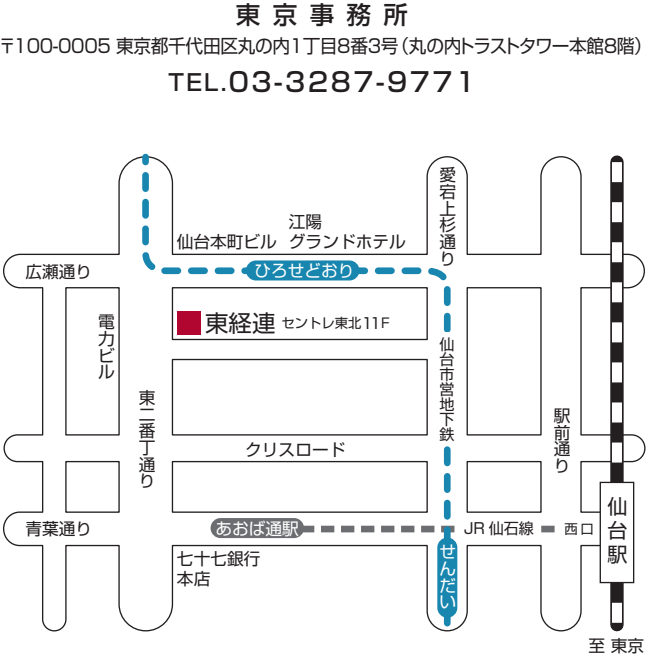 東京事務所
〒100-0005 東京都千代田区丸の内1丁目8番3号（丸の内トラストタワー本館8階）
TEL.03-3287-9771
愛宕上杉通り
江陽
グランドホテル
仙台本町ビル
広瀬通り
ひろせどおり
電力ビル
東経連 セントレ東北11F
仙台市営地下鉄
東二番丁通り
駅前通り
クリスロード
青葉通り
あおば通駅
JR 仙石線
西口
仙台駅
せんだい
七十七銀行
本店
至 東京